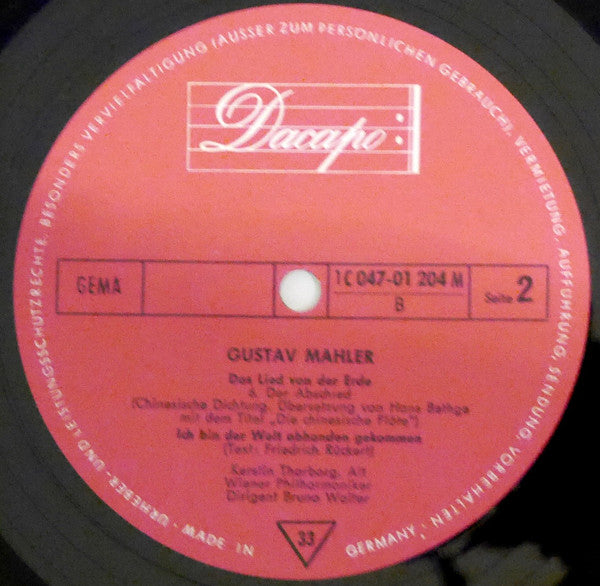 URHEBER- UND LEISTUNGSSCHUTZRECHTE, BESONDERS VERVIELFÄLTIGUNG (AUSSER ZUM PERSÖNLICHEN GEBRAUCH), VERMIETUNG, AUFFÜHRUNG, SENDUNG, VORBEHALTEN ·
Dacapo
GEMA
1 C 047-01 204 M
B
Seite 2
GUSTAV MAHLER
Das Lied von der Erde
6. Der Abschied
(Chinesische Dichtung. Übersetzung von Hans Bethge
mit dem Titel „Die chinesische Flöte")
Ich bin der Welt abhanden gekommen
(Text: Friedrich Rückert)
Kerstin Thorborg, Alt
Wiener Philharmoniker
Dirigent Bruno Walter
33
MADE IN GERMANY ·